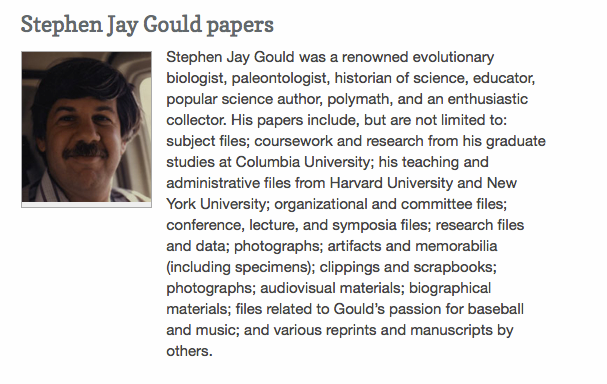 Stephen Jay Gould papers
Stephen Jay Gould was a renowned evolutionary
biologist, paleontologist, historian of science, educator,
popular science author, polymath, and an enthusiastic
collector. His papers include, but are not limited to:
subject files; coursework and research from his graduate
studies at Columbia University; his teaching and
administrative files from Harvard University and New
York University; organizational and committee files;
conference, lecture, and symposia files; research files
and data; photographs; artifacts and memorabilia
(including specimens); clippings and scrapbooks;
photographs; audiovisual materials; biographical
materials; files related to Gould’s passion for baseball
and music; and various reprints and manuscripts by
others.